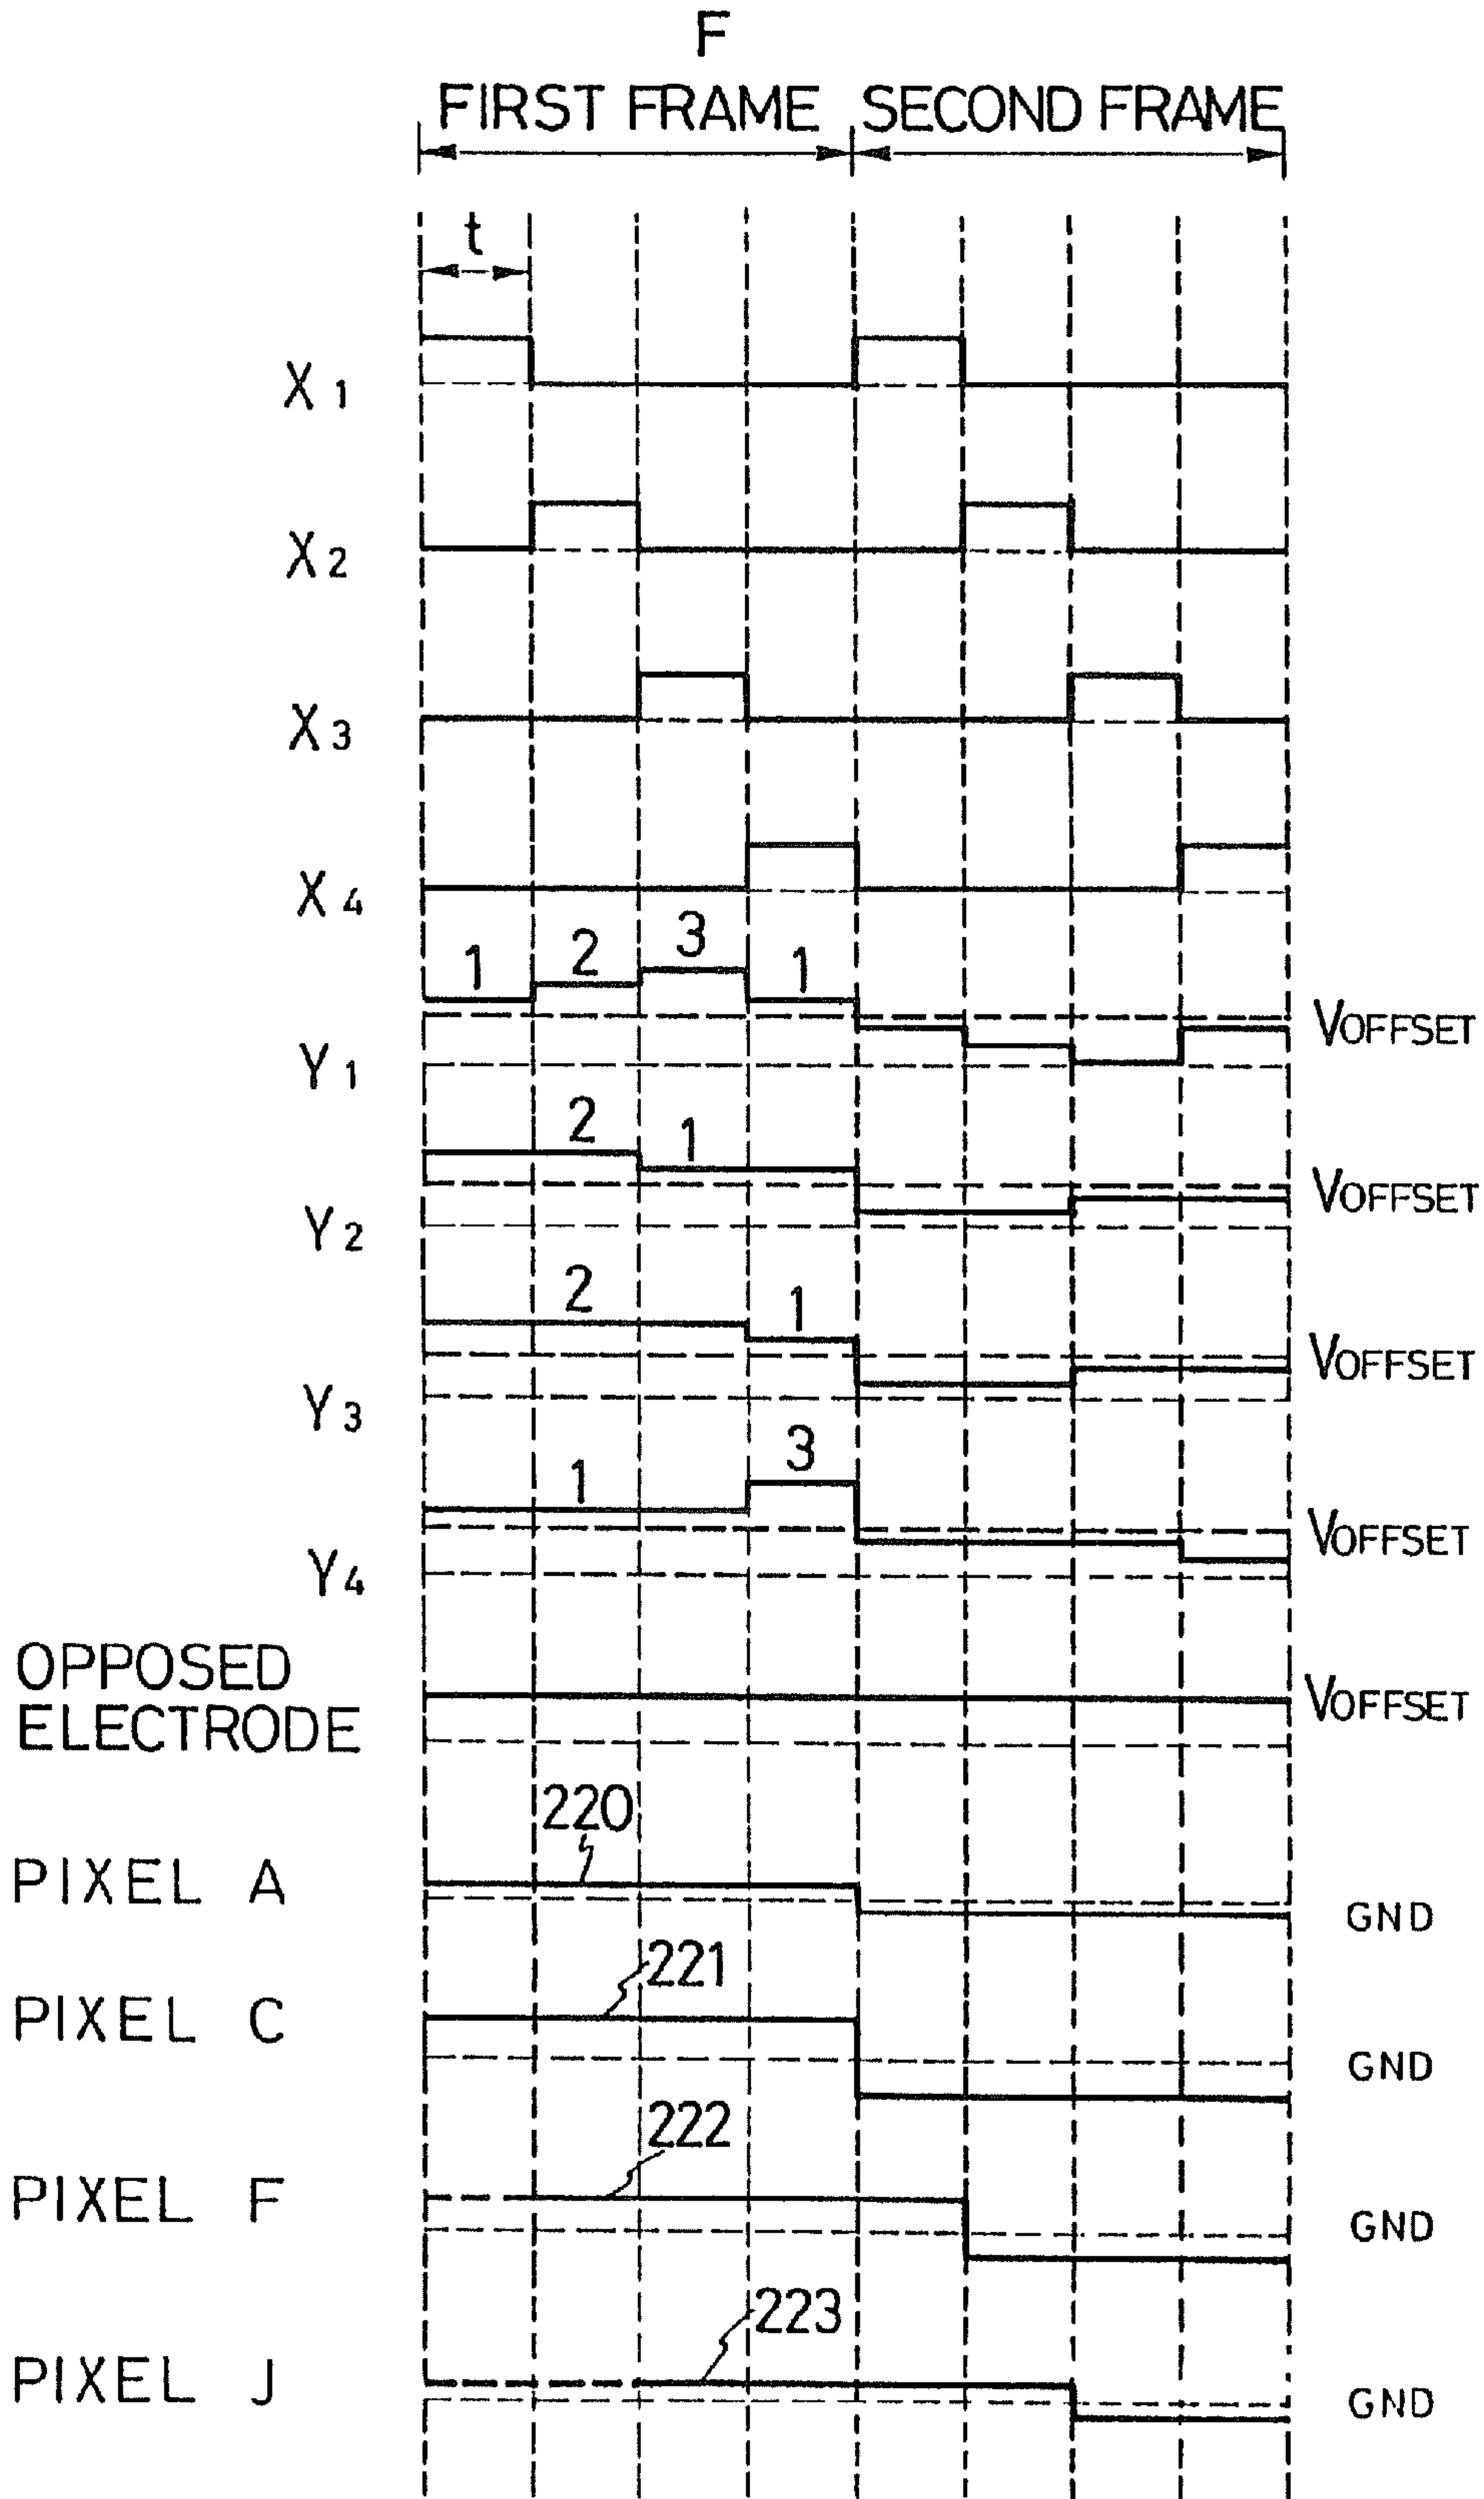 F
FIRST FRAME SECOND FRAME
t
X1
X2
X3
X4
1 2 3 1
VOFFSET
Y1
2 1
VOFFSET
Y2
2 1
VOFFSET
Y3
1 3
VOFFSET
Y4
OPPOSED
ELECTRODE
VOFFSET
220
PIXEL A
GND
221
PIXEL C
GND
222
PIXEL F
GND
223
PIXEL J
GND